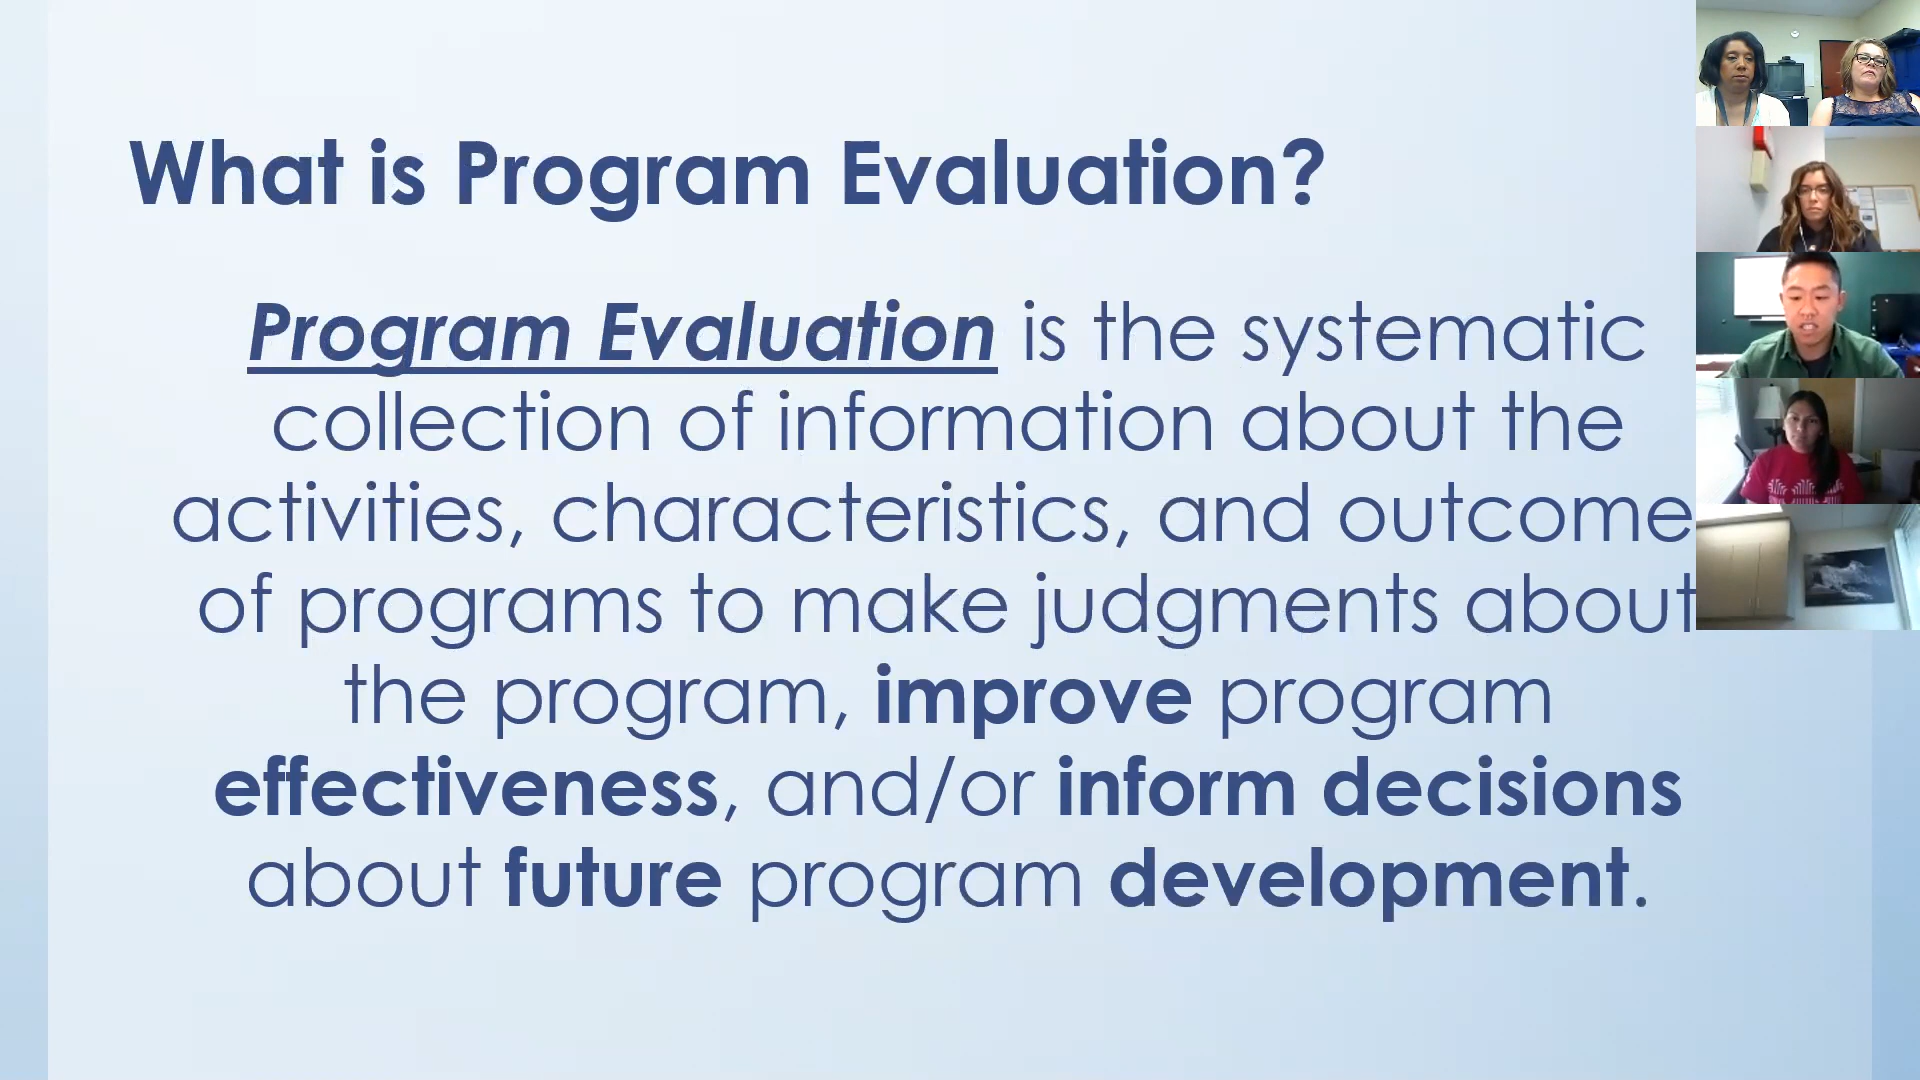 What is Program Evaluation?
Program Evaluation is the systematic
collection of information about the
activities, characteristics, and outcome
of programs to make judgments about
the program, improve program
effectiveness, and/or inform decisions
about future program development.